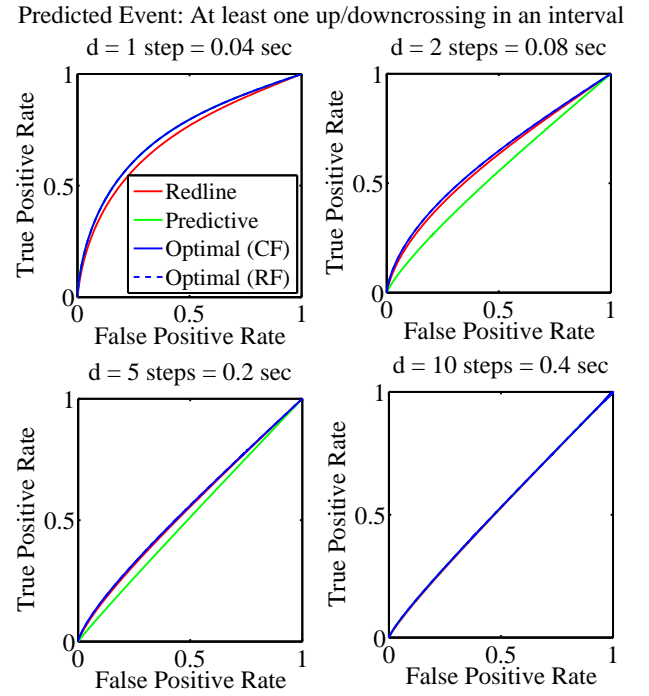 Predicted Event: At least one up/downcrossing in an interval
d = 1 step = 0.04 sec
1
0.5
0
0.5
1
True Positive Rate
False Positive Rate
Redline
Predictive
Optimal (CF)
Optimal (RF)
d = 2 steps = 0.08 sec
1
0.5
0
0
0.5
1
True Positive Rate
False Positive Rate
d = 5 steps = 0.2 sec
1
0.5
0
0
0.5
1
True Positive Rate
False Positive Rate
d = 10 steps = 0.4 sec
1
0.5
0
0
0.5
1
True Positive Rate
False Positive Rate